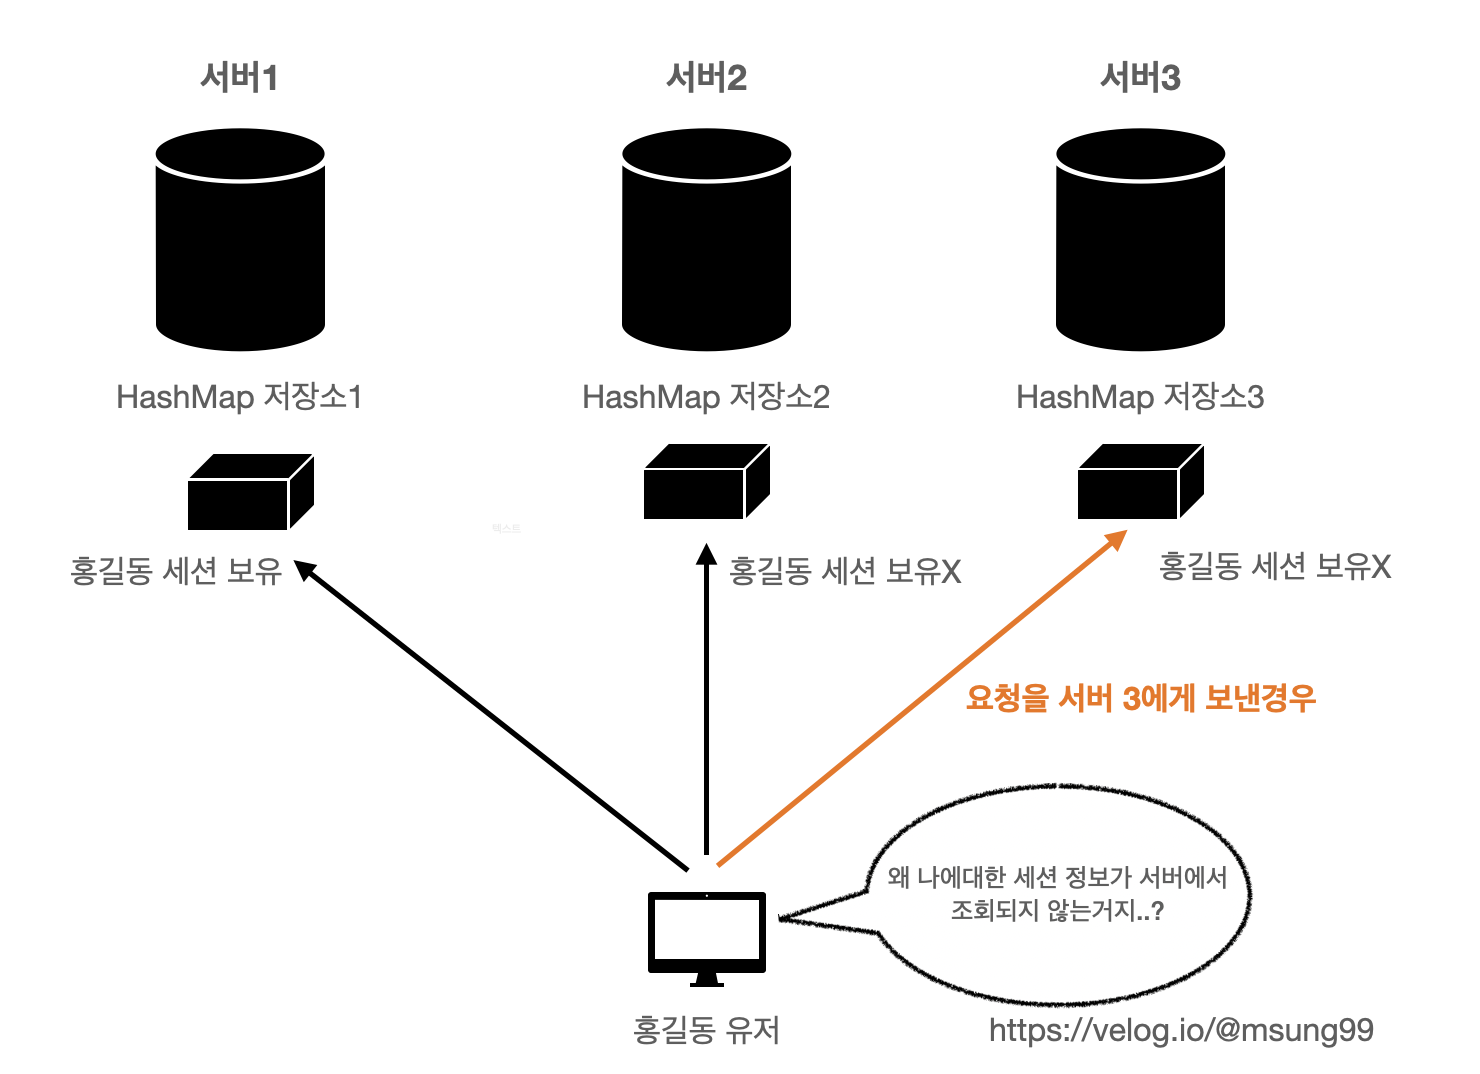 서버1
서버2
서버3
HashMap 저장소1
HashMap 저장소2
HashMap 저장소3
텍스트
홍길동 세션 보유
홍길동 세션 보유X
홍길동 세션 보유X
요청을 서버 3에게 보낸경우
왜 나에대한 세션 정보가 서버에서
조회되지 않는거지..?
홍길동 유저
https://velog.io/@msung99